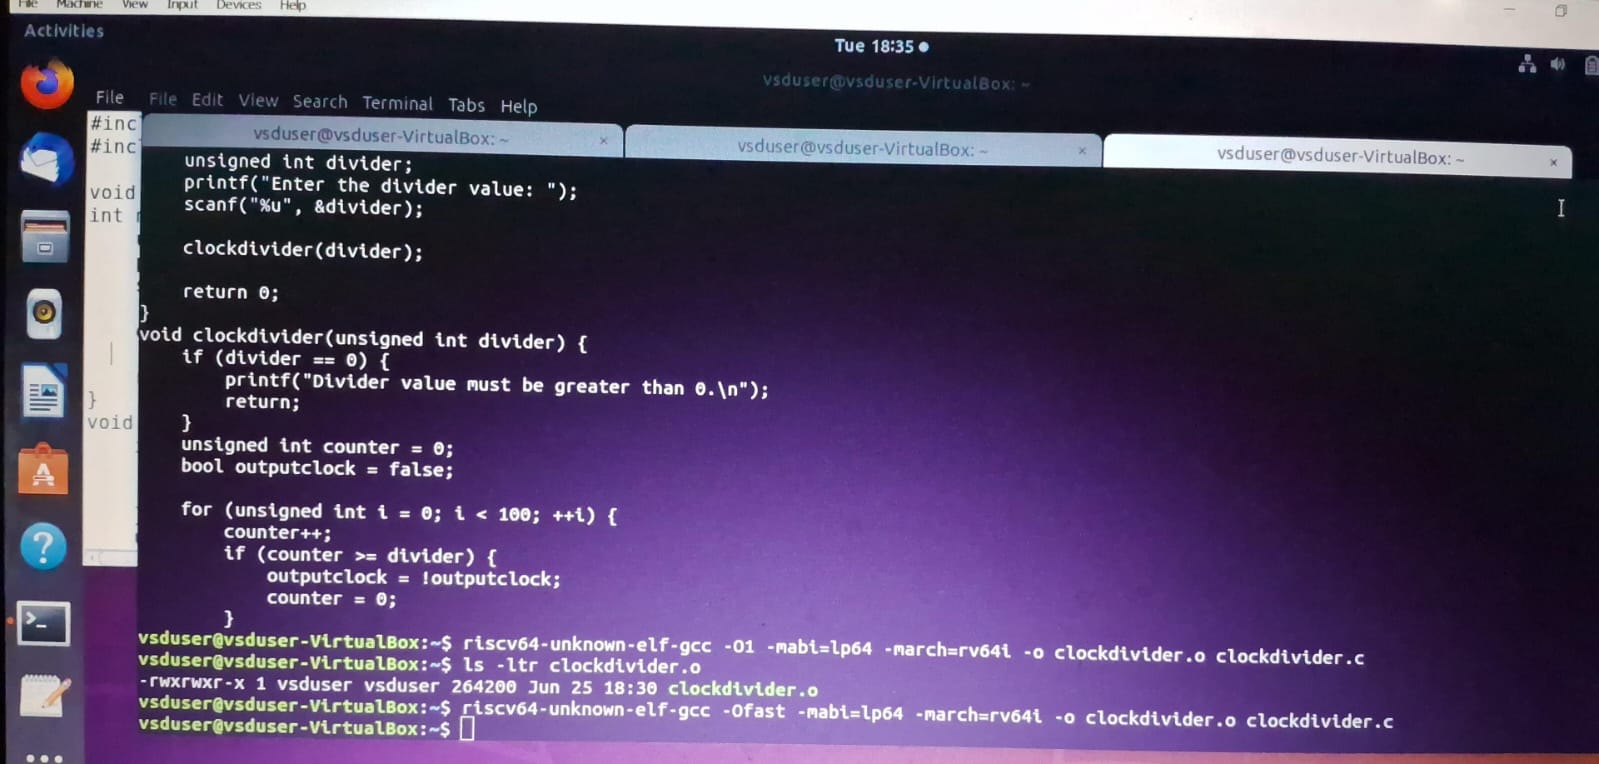 File Machine View Input Devices Help
Activities
Tue 18:35
vsduser@vsduser-VirtualBox: ~
File
File Edit View Search Terminal Tabs Help
vsduser@vsduser-VirtualBox: ~ ×
vsduser@vsduser-VirtualBox: ~ ×
vsduser@vsduser-VirtualBox: ~ ×
#inc
#inc
void
int
}
void
unsigned int divider;
printf("Enter the divider value: ");
scanf("%u", &divider);
clockdivider(divider);
return 0;
}
void clockdivider(unsigned int divider) {
if (divider == 0) {
printf("Divider value must be greater than 0.\n");
return;
}
unsigned int counter = 0;
bool outputclock = false;
for (unsigned int i = 0; i < 100; ++i) {
counter++;
if (counter >= divider) {
outputclock = !outputclock;
counter = 0;
}
vsduser@vsduser-VirtualBox:~$ riscv64-unknown-elf-gcc -O1 -mabi=lp64 -march=rv64i -o clockdivider.o clockdivider.c
vsduser@vsduser-VirtualBox:~$ ls -ltr clockdivider.o
-rwxrwxr-x 1 vsduser vsduser 264200 Jun 25 18:30 clockdivider.o
vsduser@vsduser-VirtualBox:~$ riscv64-unknown-elf-gcc -Ofast -mabi=lp64 -march=rv64i -o clockdivider.o clockdivider.c
vsduser@vsduser-VirtualBox:~$